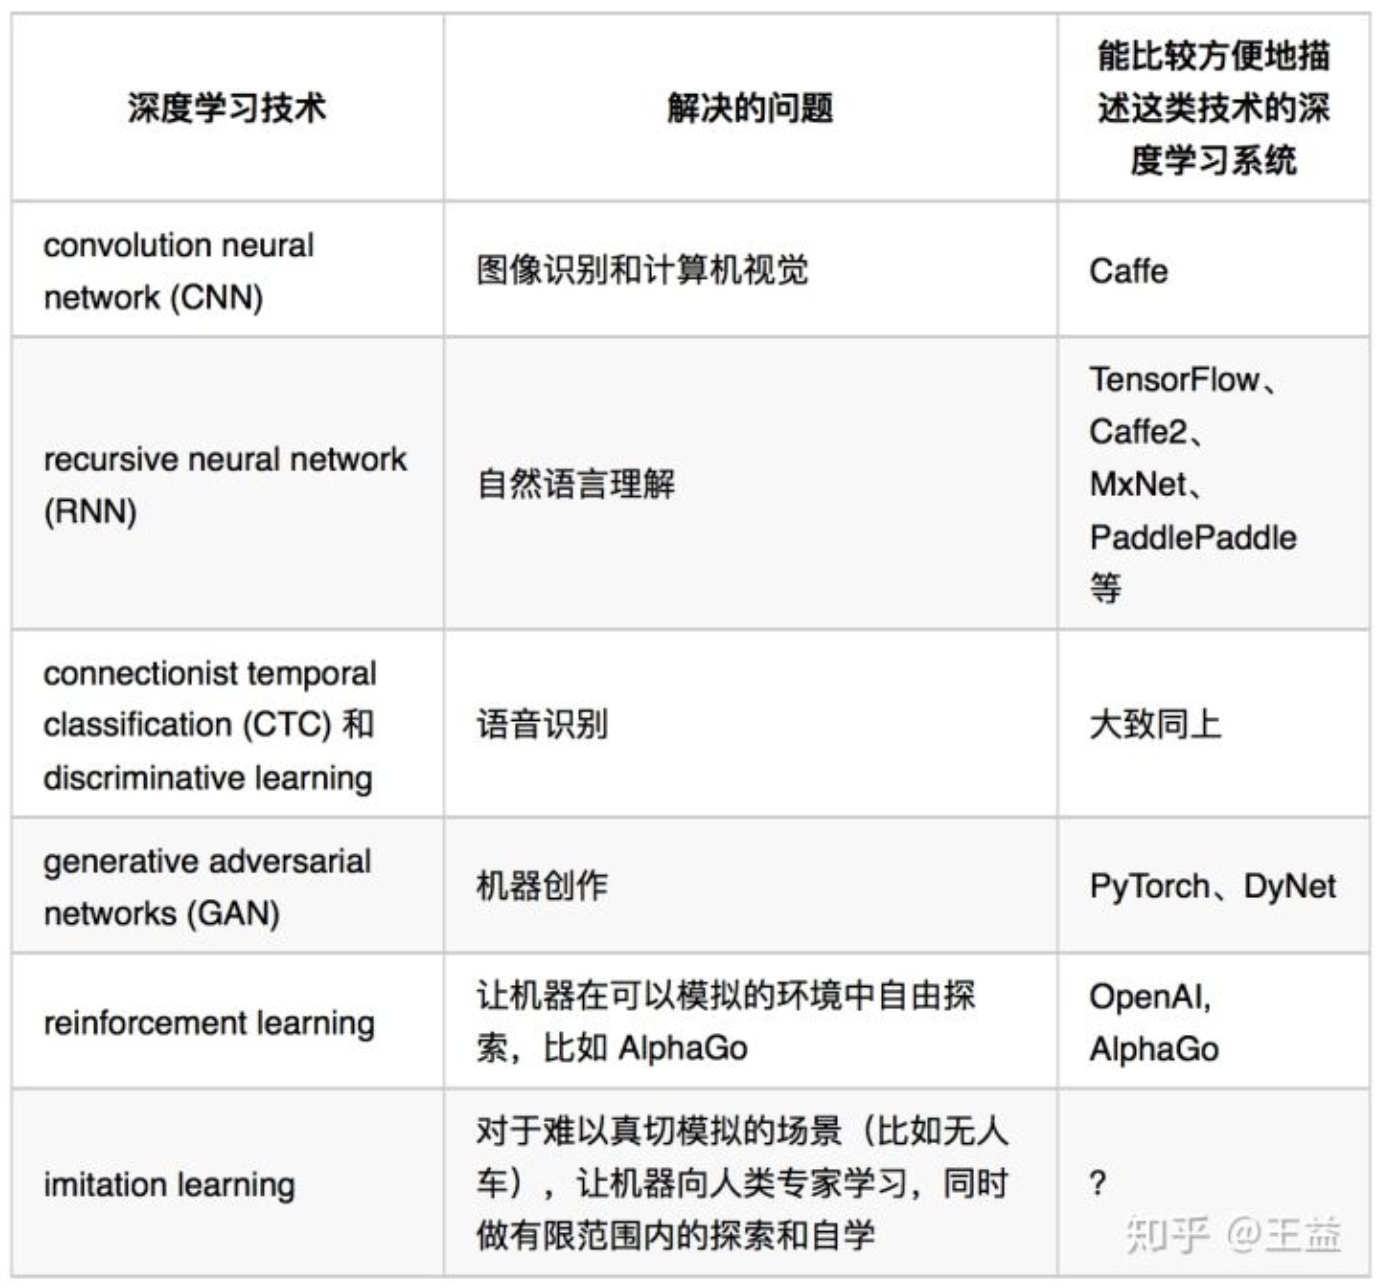 深度学习技术
解决的问题
能比较方便地描
述这类技术的深
度学习系统
convolution neural
network (CNN)
图像识别和计算机视觉
Caffe
recursive neural network
(RNN)
自然语言理解
TensorFlow、
Caffe2、
MxNet、
PaddlePaddle
等
connectionist temporal
classification (CTC) 和
discriminative learning
语音识别
大致同上
generative adversarial
networks (GAN)
机器创作
PyTorch、DyNet
reinforcement learning
让机器在可以模拟的环境中自由探
索，比如 AlphaGo
OpenAI,
AlphaGo
imitation learning
对于难以真切模拟的场景（比如无人
车），让机器向人类专家学习，同时
做有限范围内的探索和自学
?
知乎 @王益